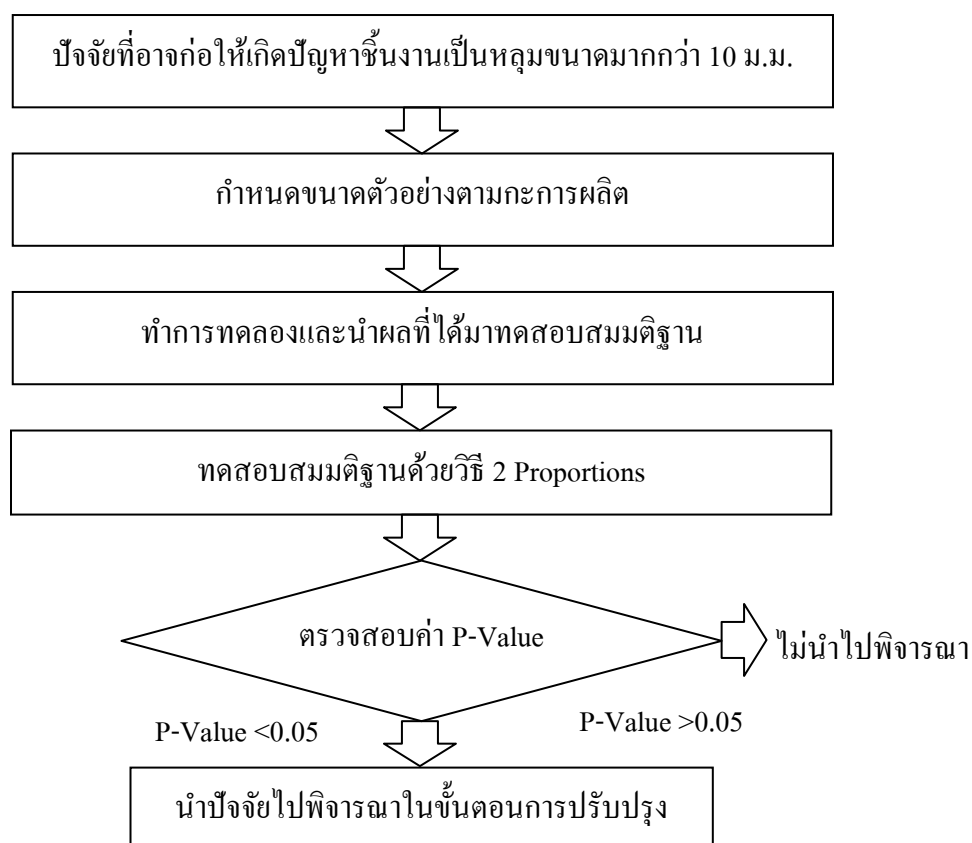 ปัจจัยที่อาจก่อให้เกิดปัญหาชิ้นงานเป็นหลุมขนาดมากกว่า 10 ม.ม.
กำหนดขนาดตัวอย่างตามกะการผลิต
ทำการทดลองและนำผลที่ได้มาทดสอบสมมติฐาน
ทดสอบสมมติฐานด้วยวิธี 2 Proportions
ตรวจสอบค่า P-Value
ไม่นำไปพิจารณา
P-Value <0.05
P-Value >0.05
นำปัจจัยไปพิจารณาในขั้นตอนการปรับปรุง